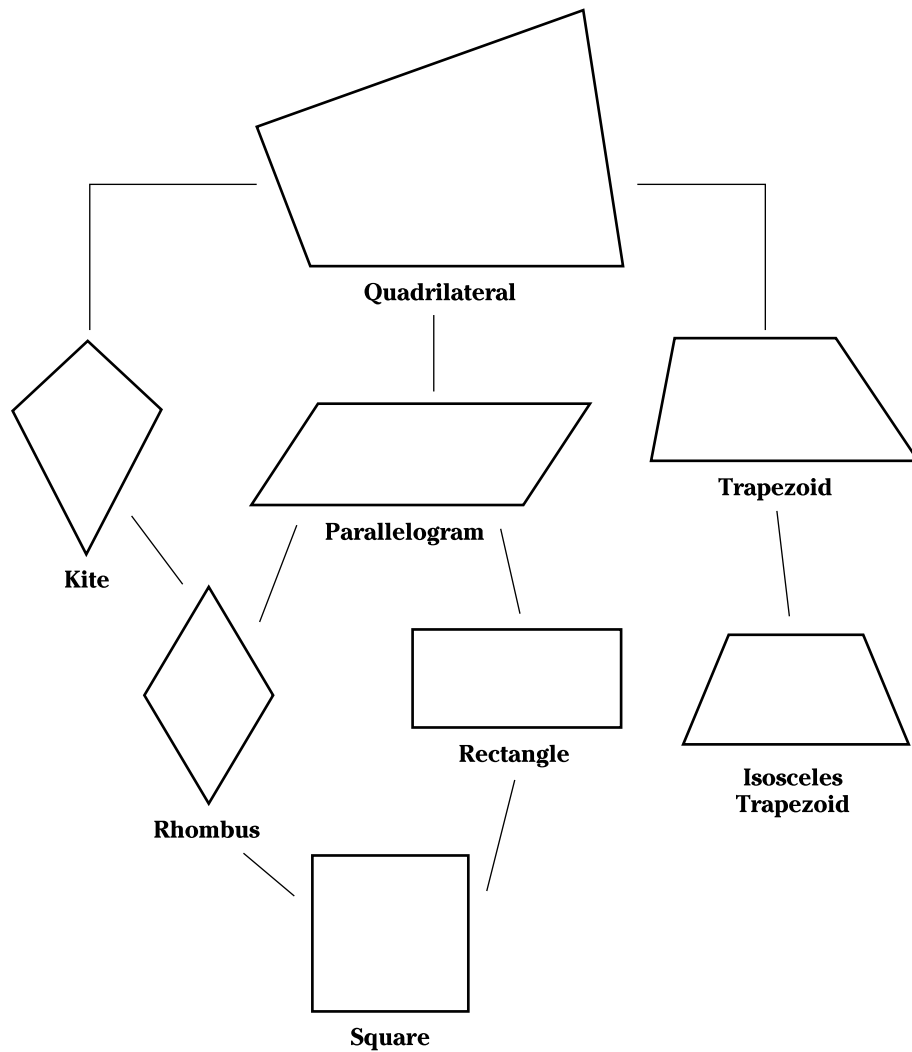 Quadrilateral
Trapezoid
Parallelogram
Kite
Rectangle
Isosceles
Trapezoid
Rhombus
Square